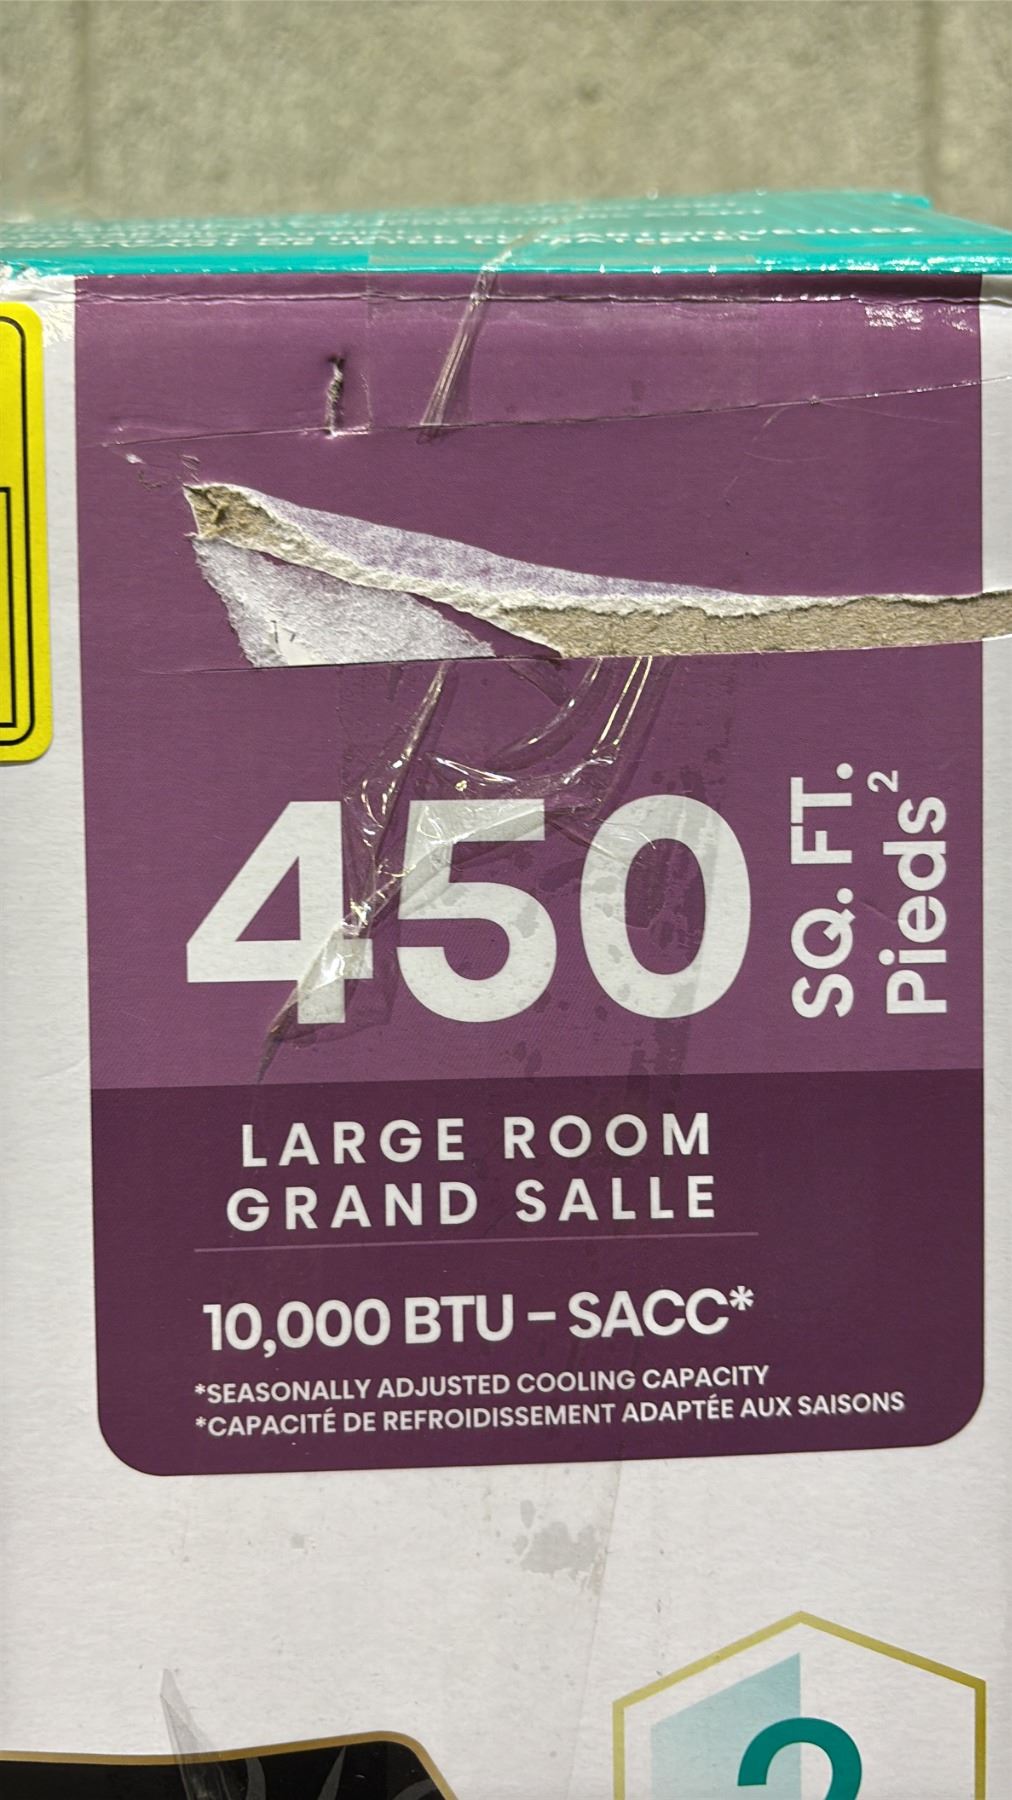 450
SQ. FT.
Pieds²
LARGE ROOM
GRAND SALLE
10,000 BTU – SACC*
*SEASONALLY ADJUSTED COOLING CAPACITY
*CAPACITÉ DE REFROIDISSEMENT ADAPTÉE AUX SAISONS